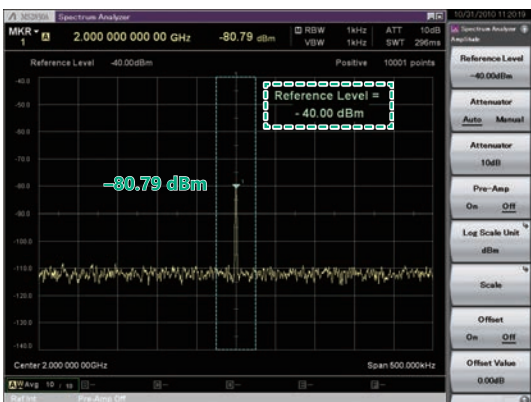 MS2830A Spectrum Analyzer
10/31/2010 11:20:19
MKR 1
2.000 000 000 00 GHz
-80.79 dBm
RBW 1kHz
VBW 1kHz
ATT 10dB
SWT 296ms
Spectrum Analyzer
Amplitude
Reference Level -40.00dBm
Positive 10001 points
Reference Level =
- 40.00 dBm
-40.0
-50.0
-60.0
-70.0
-80.0
-90.0
-100.0
-110.0
-120.0
-130.0
-140.0
–80.79 dBm
1
Center 2.000 000 00GHz
Span 500.000kHz
Avg 10 / 10
Ref.Int
Pre-Amp Off
Reference Level
-40.00dBm
Attenuator
Auto Manual
Attenuator
10dB
Pre-Amp
On Off
Log Scale Unit
dBm
Scale
Offset
On Off
Offset Value
0.00dB